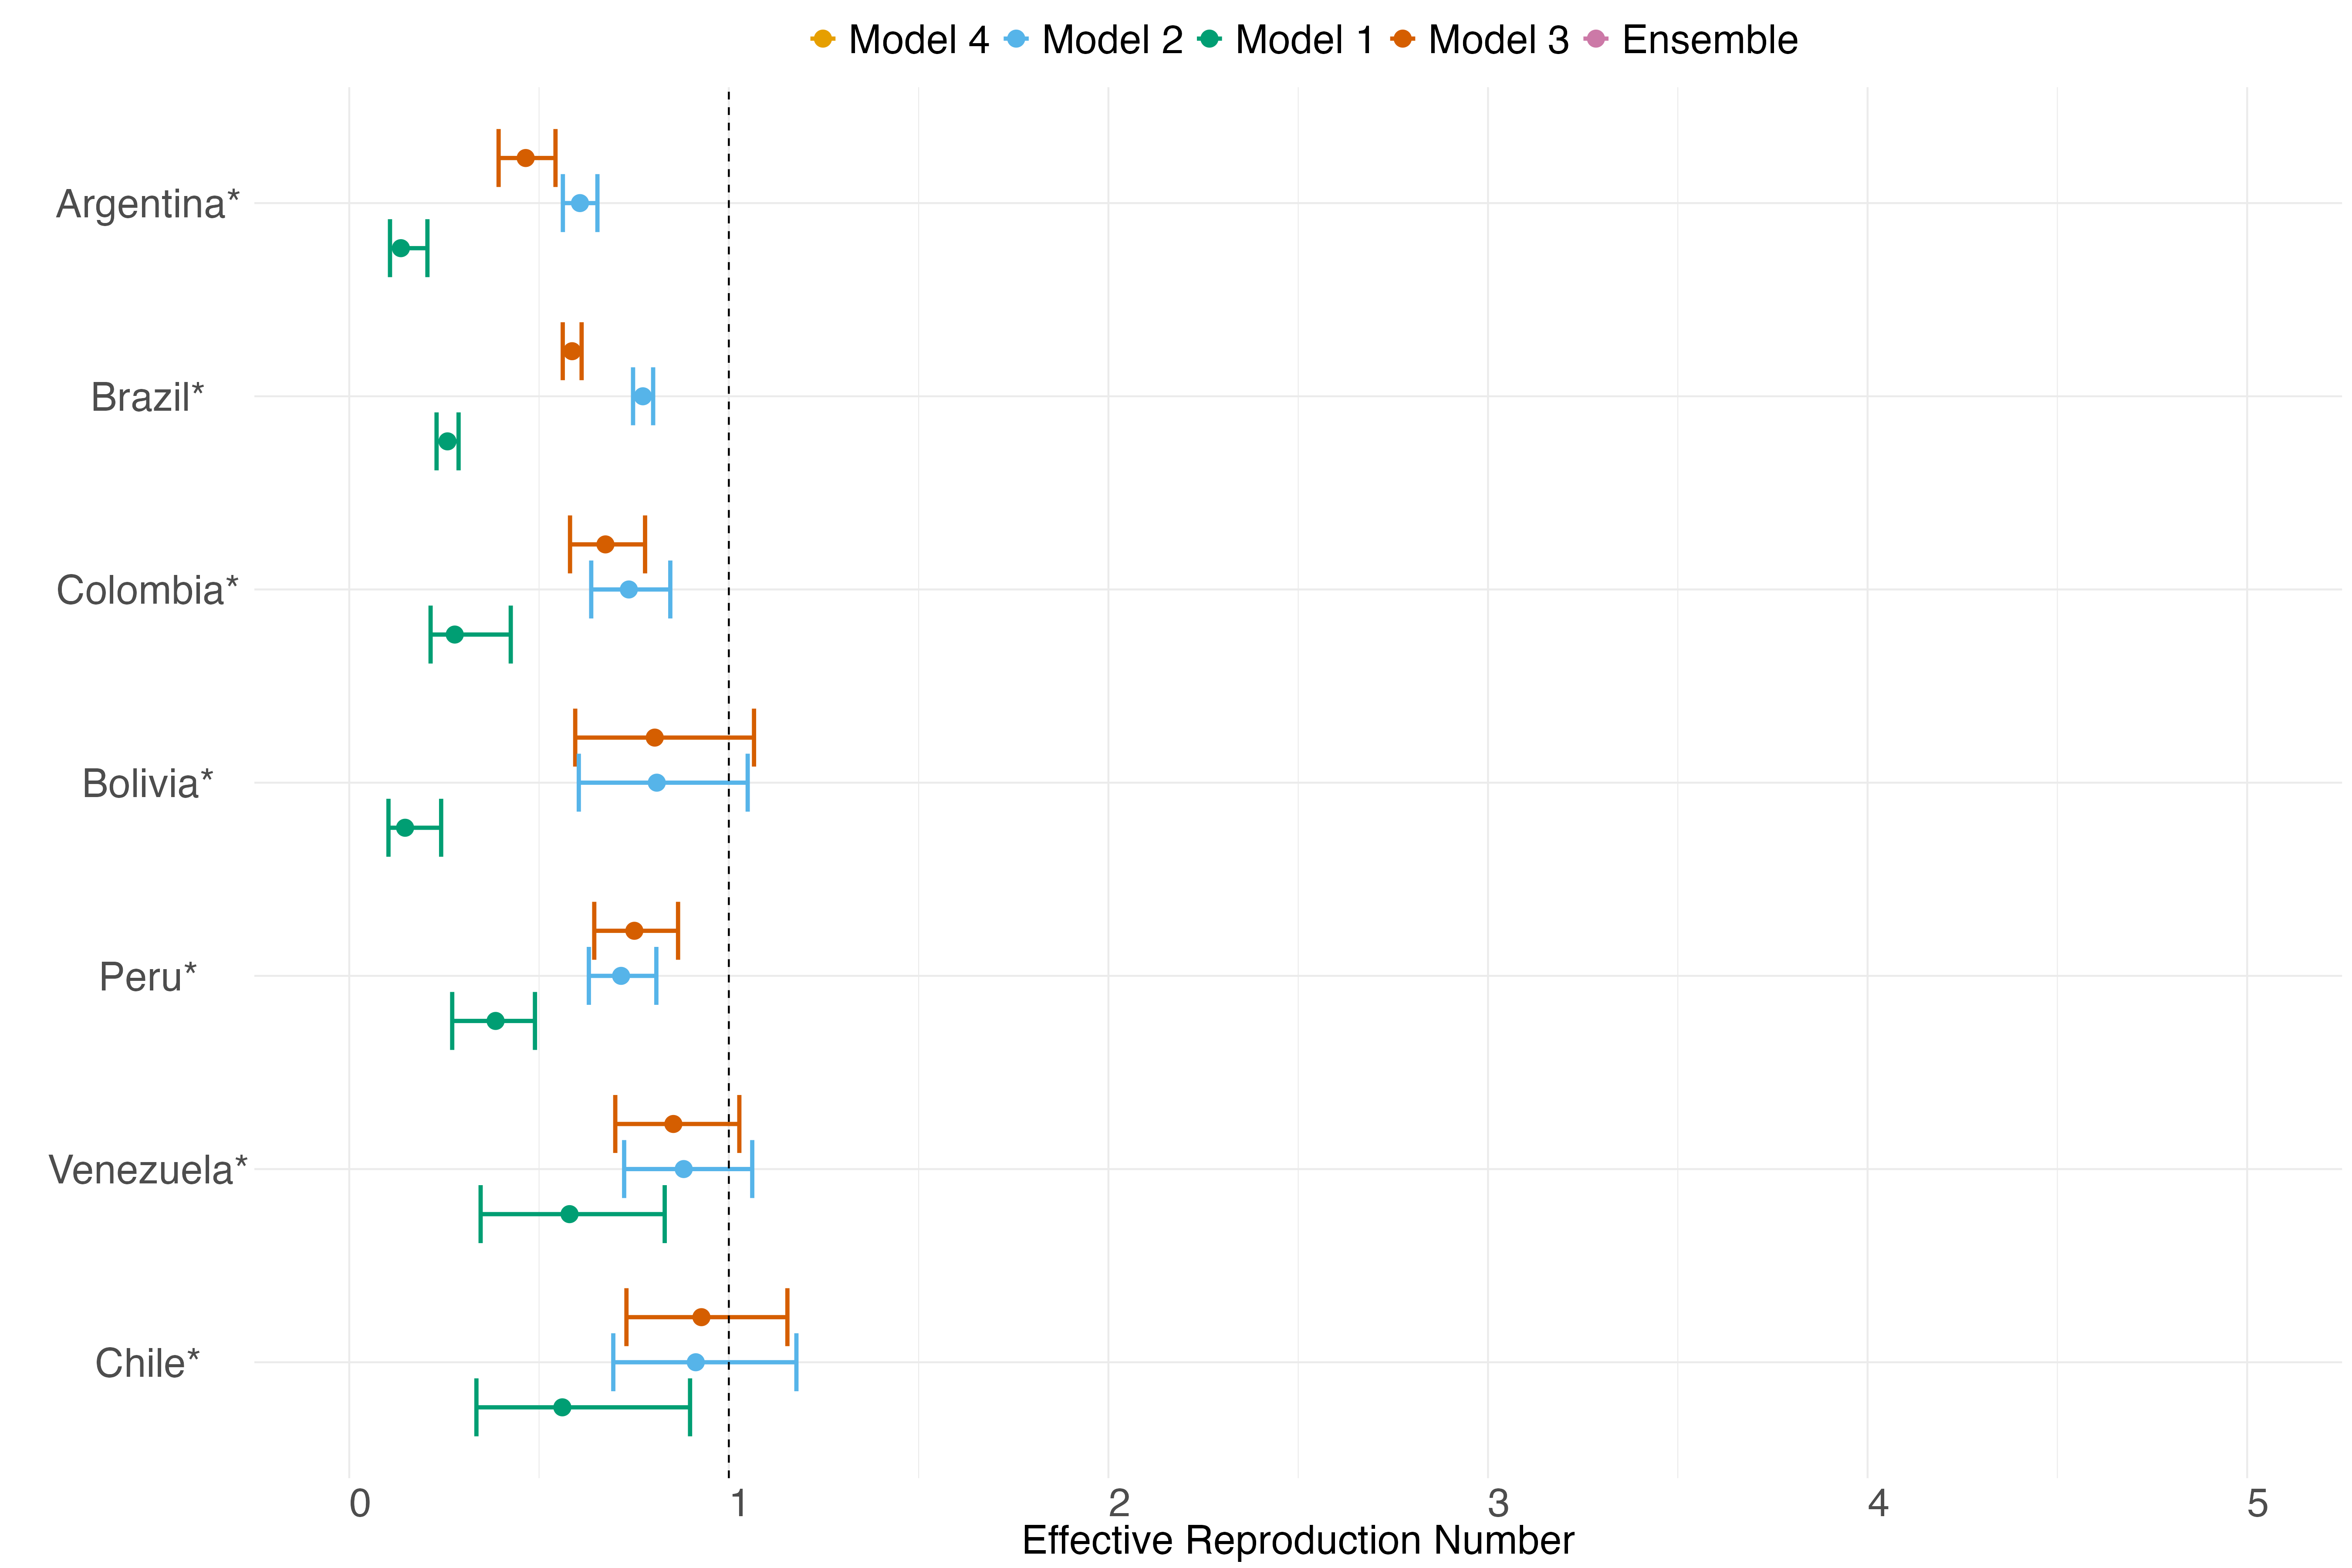 Model 4 Model 2 Model 1 Model 3 Ensemble
Argentina*
Brazil*
Colombia*
Bolivia*
Peru*
Venezuela*
Chile*
0 1 2 3 4 5
Effective Reproduction Number